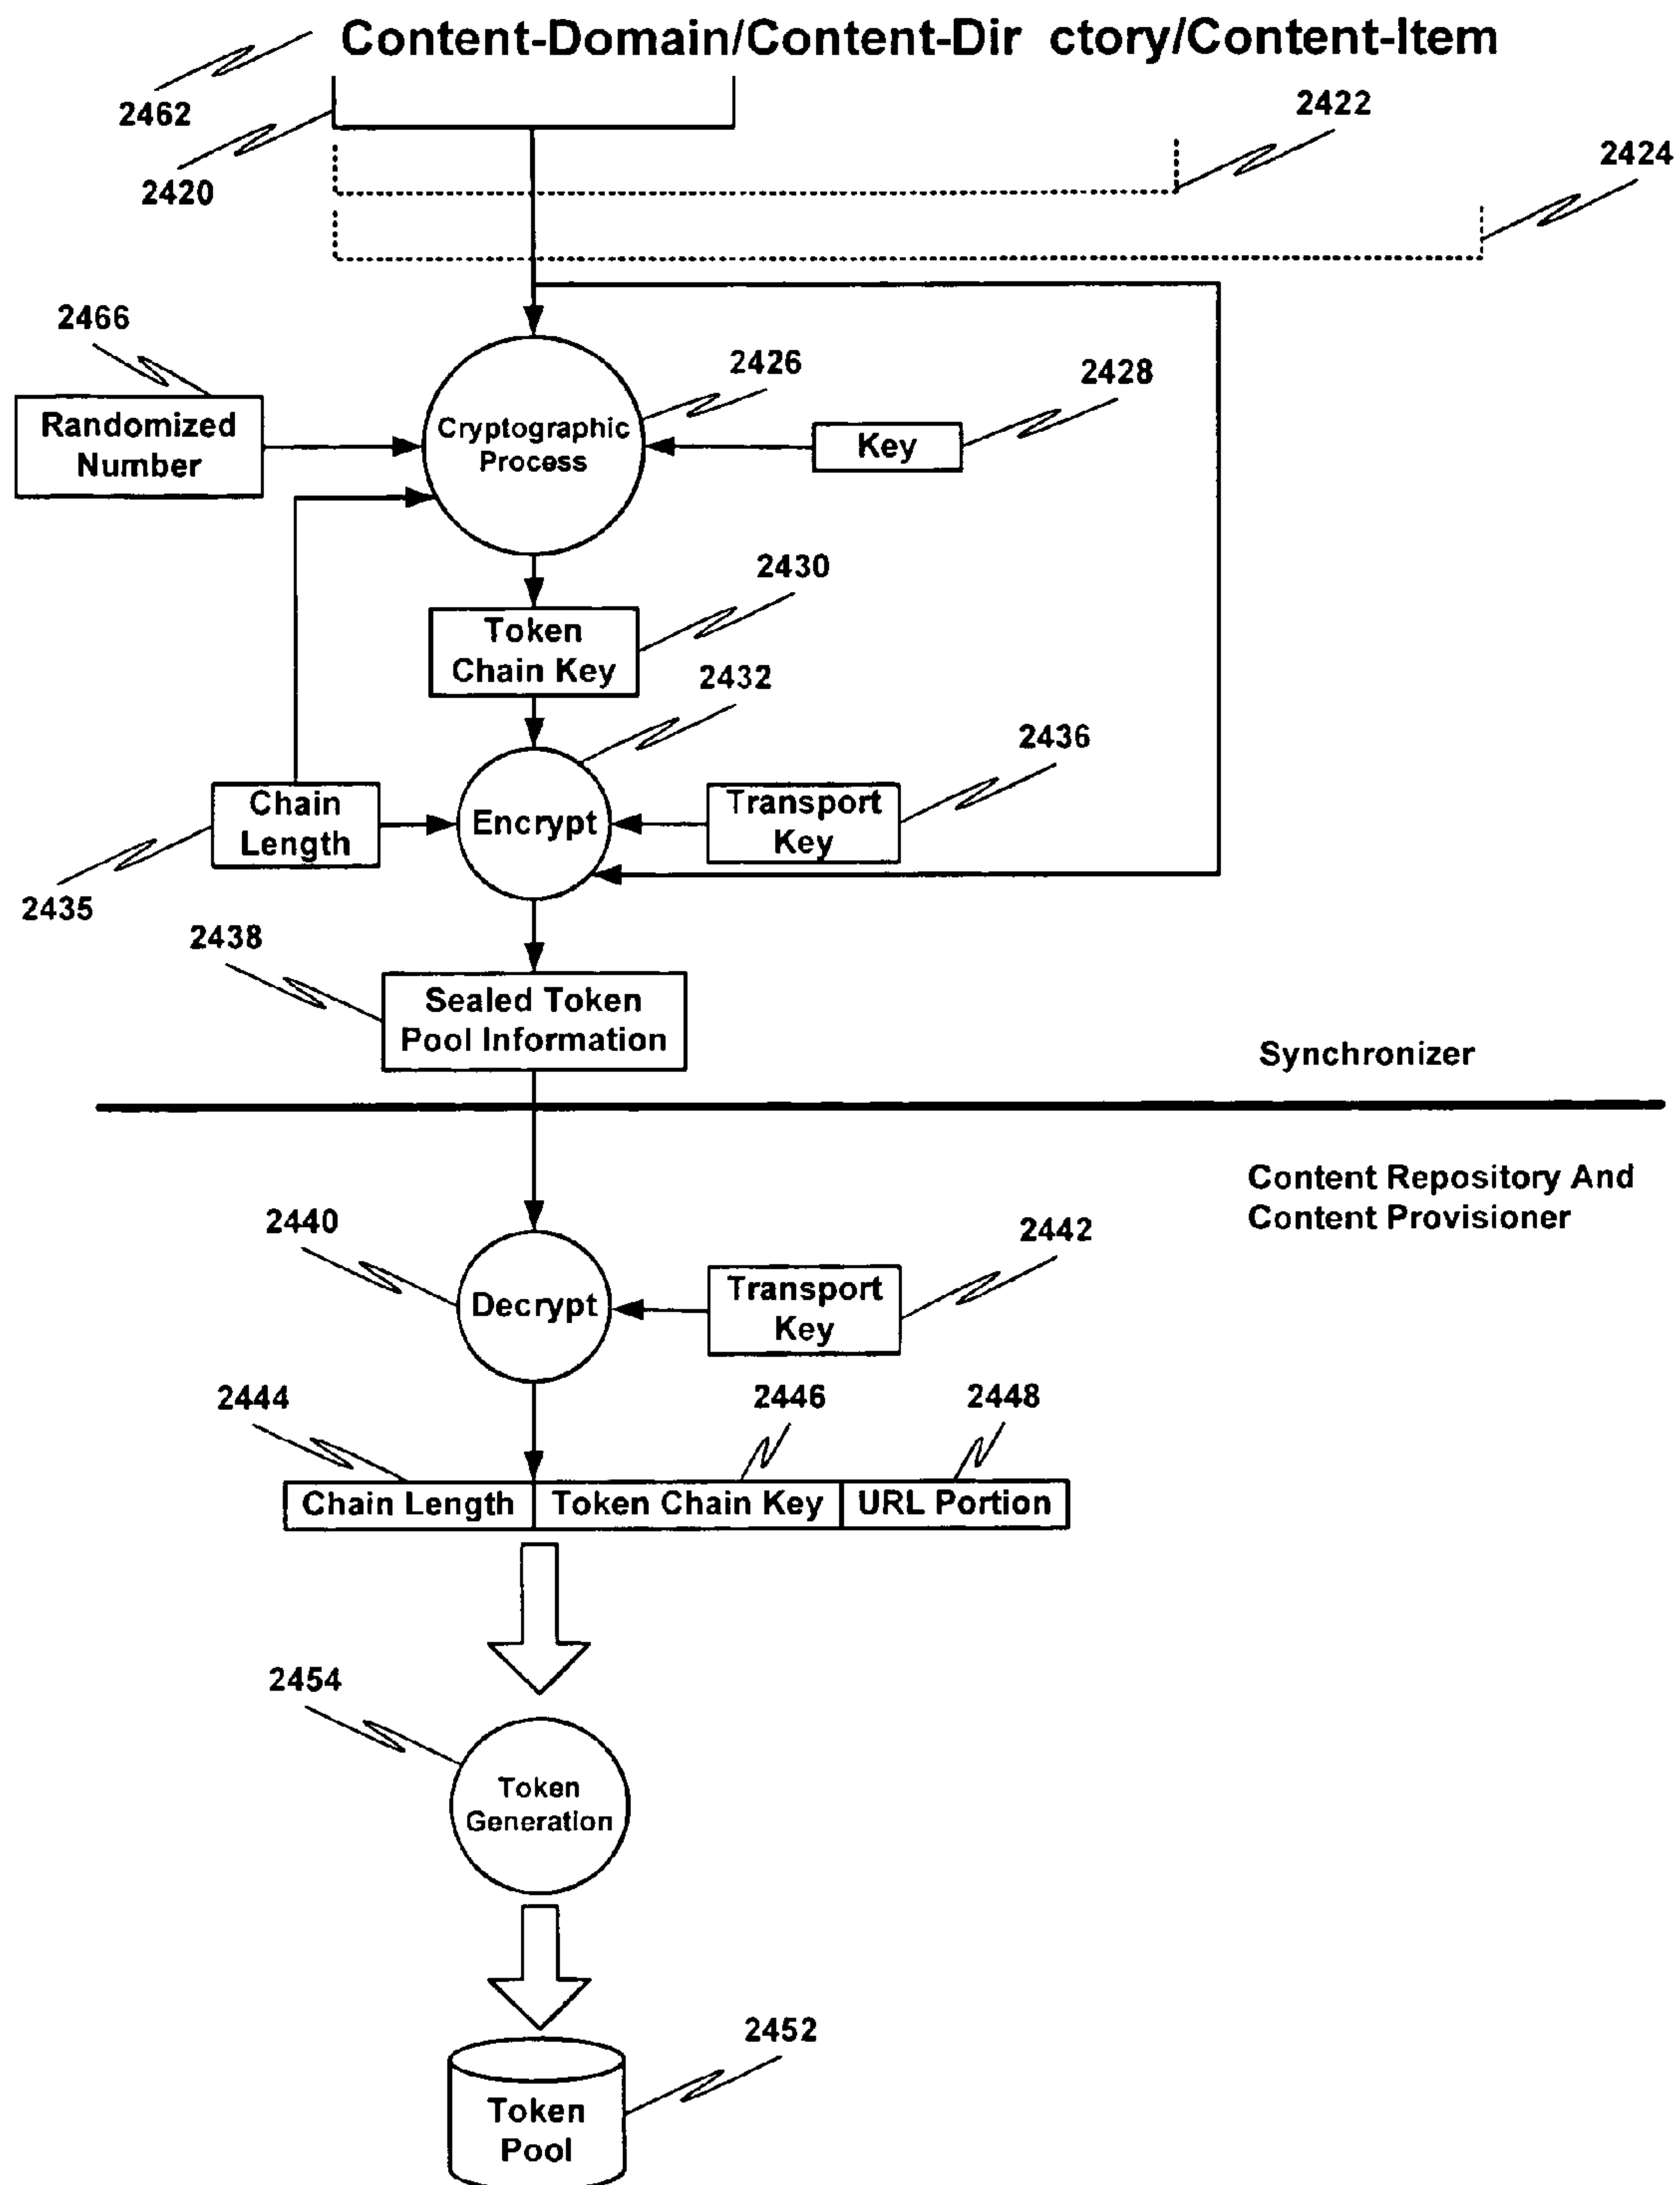 Content-Domain/Content-Dir ctory/Content-Item
2462
2420
2422
2424
2466
Randomized
Number
2426
Cryptographic
Process
2428
Key
2430
Token
Chain Key
2432
2436
Chain
Length
Encrypt
Transport
Key
2435
2438
Sealed Token
Pool Information
Synchronizer
Content Repository And
Content Provisioner
2440
2442
Decrypt
Transport
Key
2444
2446
2448
Chain Length
Token Chain Key
URL Portion
2454
Token
Generation
2452
Token
Pool